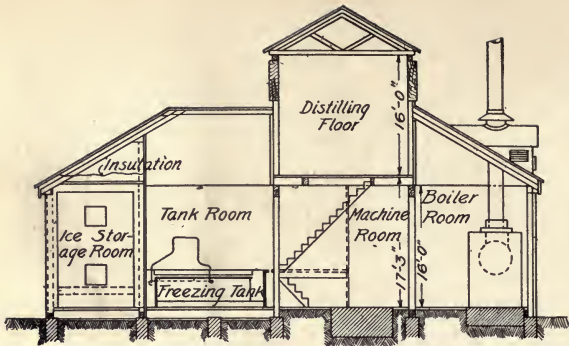 Distilling
Floor
16'-0"
Insulation
Tank Room
Ice Stor-
age Room
Freezing Tank
Machine
Room
17'-3"
16'-0"
Boiler
Room